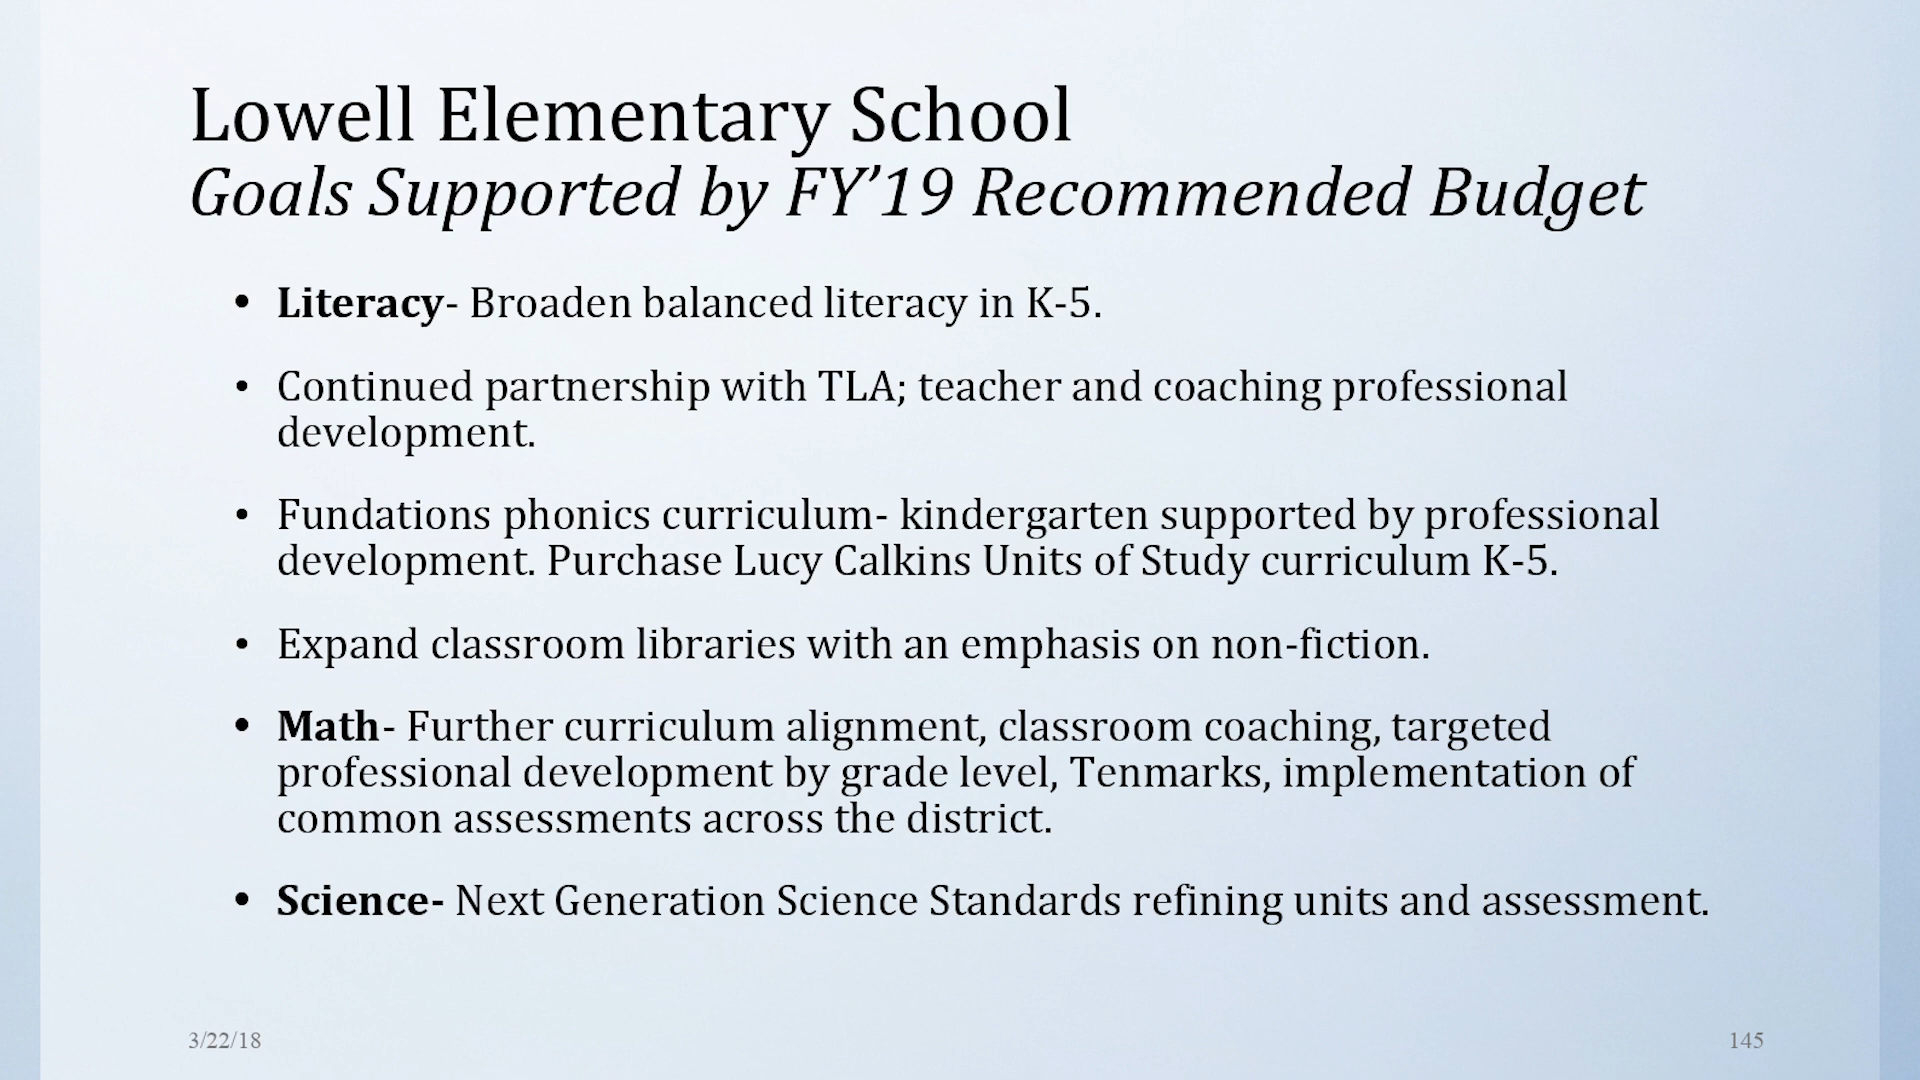 Lowell Elementary School
Goals Supported by FY’19 Recommended Budget
• Literacy- Broaden balanced literacy in K-5.
• Continued partnership with TLA; teacher and coaching professional
development.
• Fundations phonics curriculum- kindergarten supported by professional
development. Purchase Lucy Calkins Units of Study curriculum K-5.
• Expand classroom libraries with an emphasis on non-fiction.
• Math- Further curriculum alignment, classroom coaching, targeted
professional development by grade level, Tenmarks, implementation of
common assessments across the district.
• Science- Next Generation Science Standards refining units and assessment.
3/22/18
145